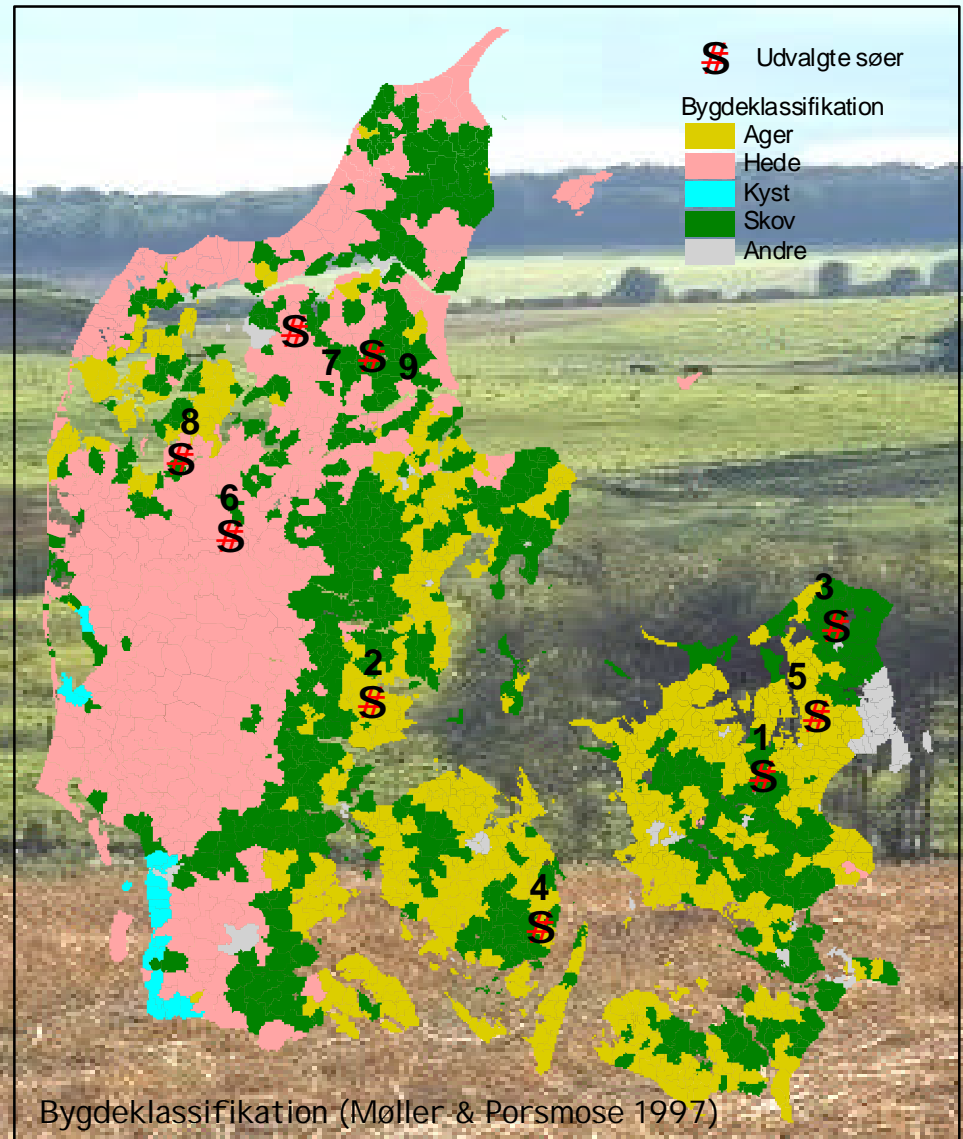 Udvalgte søer
Bygdeklassifikation
Ager
Hede
Kyst
Skov
Andre
7
9
8
6
3
2
5
1
4
Bygdeklassifikation (Møller & Porsmose 1997)